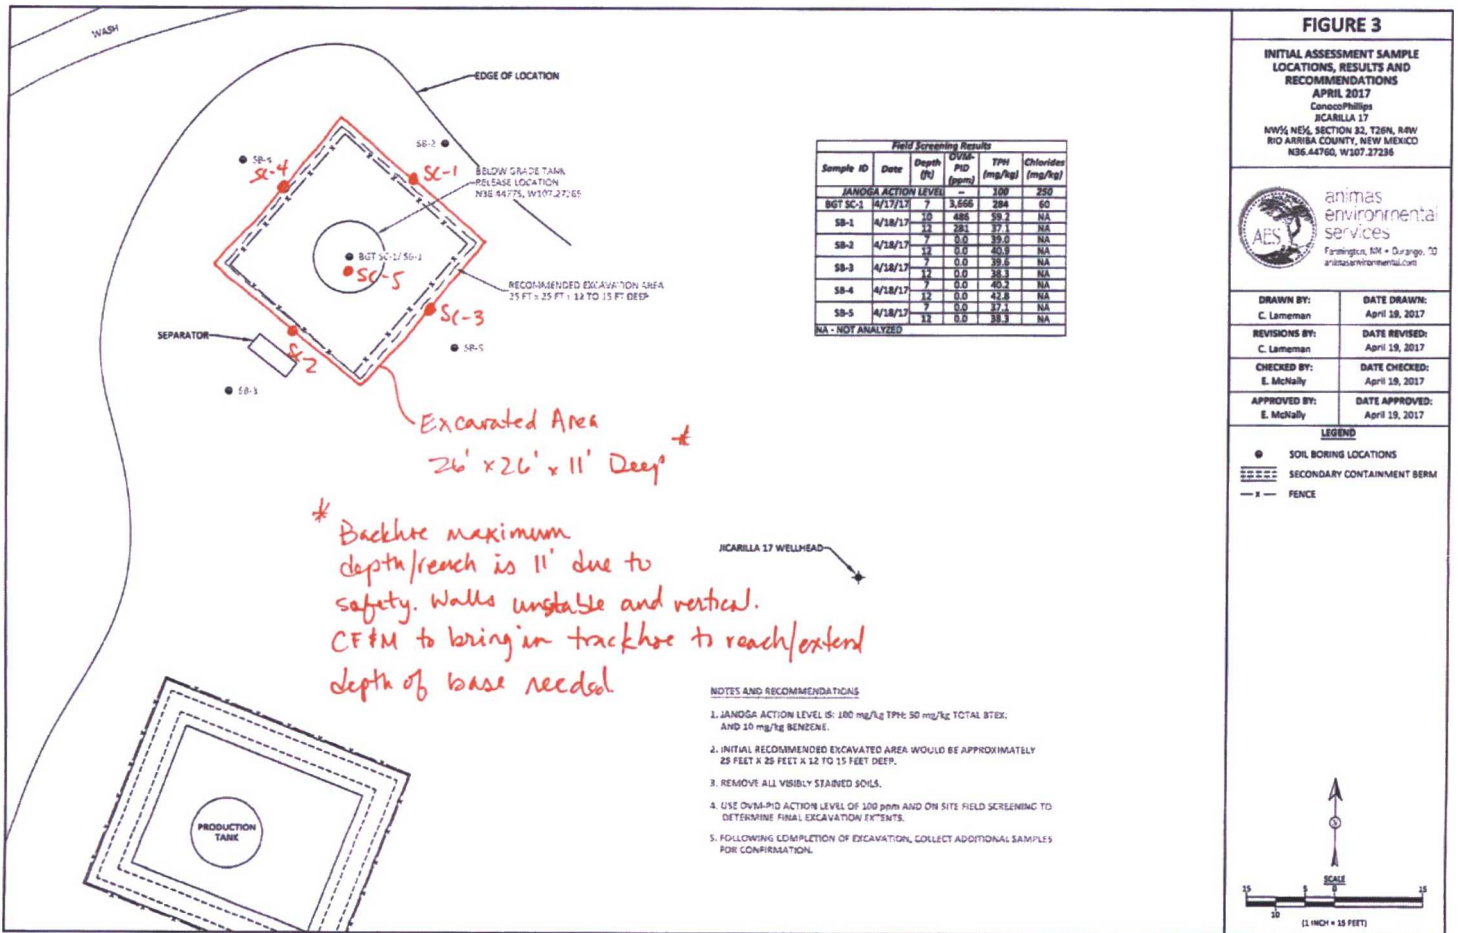 WASH
EDGE OF LOCATION
SB-2
SC-1
SB-4
SC-4
BELOW GRADE TANK
RELEASE LOCATION
N36.44775, W107.27265
BGT SC-1/ SB-1
SC-5
RECOMMENDED EXCAVATION AREA
25 FT x 25 FT x 12 TO 15 FT DEEP
SC-3
SB-5
SEPARATOR
SC-2
SB-3
Excavated Area
26' x 26' x 11' Deep *
* Backhoe maximum
depth/reach is 11' due to
safety. Walls unstable and vertical.
CF&M to bring in trackhoe to reach/extend
depth of base needed.
JICARILLA 17 WELLHEAD
PRODUCTION
TANK
Field Screening Results
Sample ID Date Depth (ft) OVM-PID (ppm) TPH (mg/kg) Chlorides (mg/kg)
JANOGA ACTION LEVEL -- 100 250
BGT SC-1 4/17/17 7 3,666 284 60
SB-1 4/18/17 10 486 59.2 NA
12 281 37.1 NA
SB-2 4/18/17 7 0.0 39.0 NA
12 0.0 40.9 NA
SB-3 4/18/17 7 0.0 39.6 NA
12 0.0 38.3 NA
SB-4 4/18/17 7 0.0 40.2 NA
12 0.0 42.8 NA
SB-5 4/18/17 7 0.0 37.1 NA
12 0.0 38.3 NA
NA - NOT ANALYZED
NOTES AND RECOMMENDATIONS
1. JANOGA ACTION LEVEL IS: 100 mg/kg TPH; 50 mg/kg TOTAL BTEX;
AND 10 mg/kg BENZENE.
2. INITIAL RECOMMENDED EXCAVATED AREA WOULD BE APPROXIMATELY
25 FEET X 25 FEET X 12 TO 15 FEET DEEP.
3. REMOVE ALL VISIBLY STAINED SOILS.
4. USE OVM-PID ACTION LEVEL OF 100 ppm AND ON SITE FIELD SCREENING TO
DETERMINE FINAL EXCAVATION EXTENTS.
5. FOLLOWING COMPLETION OF EXCAVATION, COLLECT ADDITIONAL SAMPLES
FOR CONFIRMATION.
FIGURE 3
INITIAL ASSESSMENT SAMPLE
LOCATIONS, RESULTS AND
RECOMMENDATIONS
APRIL 2017
ConocoPhillips
JICARILLA 17
NW¼ NE¼, SECTION 32, T26N, R4W
RIO ARRIBA COUNTY, NEW MEXICO
N36.44760, W107.27236
AES
animas
environmental
services
Farmington, NM • Durango, CO
animasenvironmental.com
DRAWN BY: DATE DRAWN:
C. Lameman April 19, 2017
REVISIONS BY: DATE REVISED:
C. Lameman April 19, 2017
CHECKED BY: DATE CHECKED:
E. McNally April 19, 2017
APPROVED BY: DATE APPROVED:
E. McNally April 19, 2017
LEGEND
SOIL BORING LOCATIONS
SECONDARY CONTAINMENT BERM
x FENCE
SCALE
15 5 0 15
10
(1 INCH = 15 FEET)